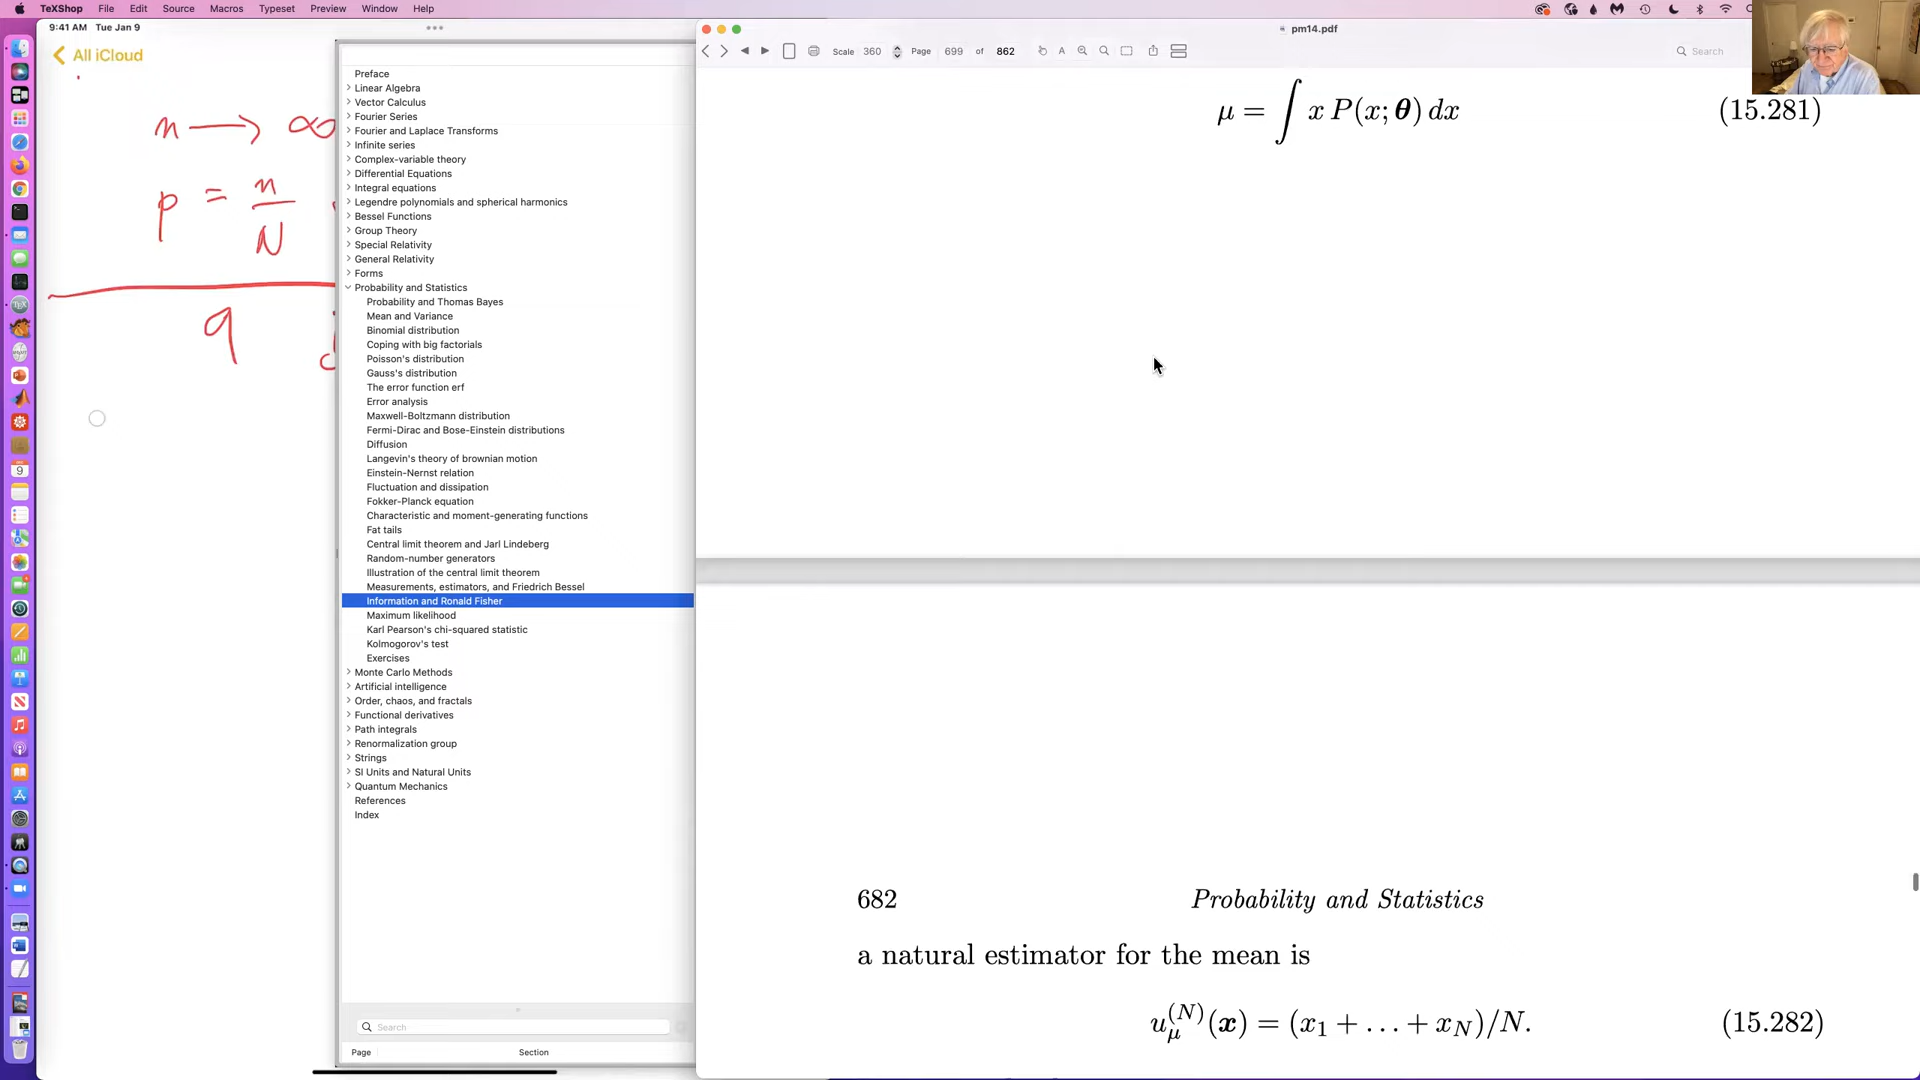 TeXShop File Edit Source Macros Typeset Preview Window Help
9:41 AM Tue Jan 9
All iCloud
n → ∞
p = n/N
9
Preface
Linear Algebra
Vector Calculus
Fourier Series
Fourier and Laplace Transforms
Infinite series
Complex-variable theory
Differential Equations
Integral equations
Legendre polynomials and spherical harmonics
Bessel Functions
Group Theory
Special Relativity
General Relativity
Forms
Probability and Statistics
Probability and Thomas Bayes
Mean and Variance
Binomial distribution
Coping with big factorials
Poisson's distribution
Gauss's distribution
The error function erf
Error analysis
Maxwell-Boltzmann distribution
Fermi-Dirac and Bose-Einstein distributions
Diffusion
Langevin's theory of brownian motion
Einstein-Nernst relation
Fluctuation and dissipation
Fokker-Planck equation
Characteristic and moment-generating functions
Fat tails
Central limit theorem and Jarl Lindeberg
Random-number generators
Illustration of the central limit theorem
Measurements, estimators, and Friedrich Bessel
Information and Ronald Fisher
Maximum likelihood
Karl Pearson's chi-squared statistic
Kolmogorov's test
Exercises
Monte Carlo Methods
Artificial intelligence
Order, chaos, and fractals
Functional derivatives
Path integrals
Renormalization group
Strings
SI Units and Natural Units
Quantum Mechanics
References
Index
Search
Page Section
pm14.pdf
Scale 360 Page 699 of 862 Search
μ = ∫ x P(x; θ) dx (15.281)
682 Probability and Statistics
a natural estimator for the mean is
u_μ^(N)(x) = (x₁ + … + x_N)/N. (15.282)